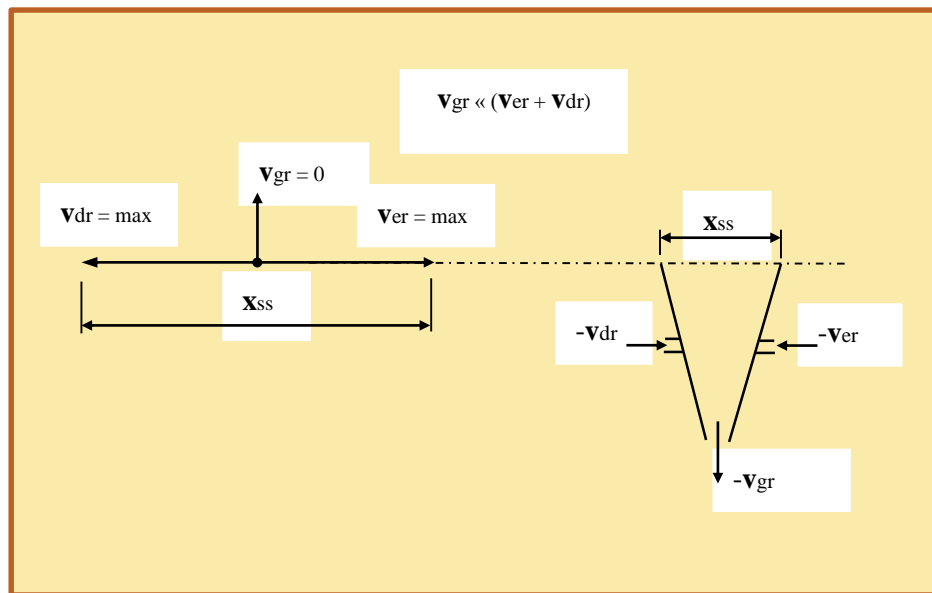 vgr « (ver + vdr)
vgr = 0
vdr = max
ver = max
xss
xss
-vdr
-ver
-vgr